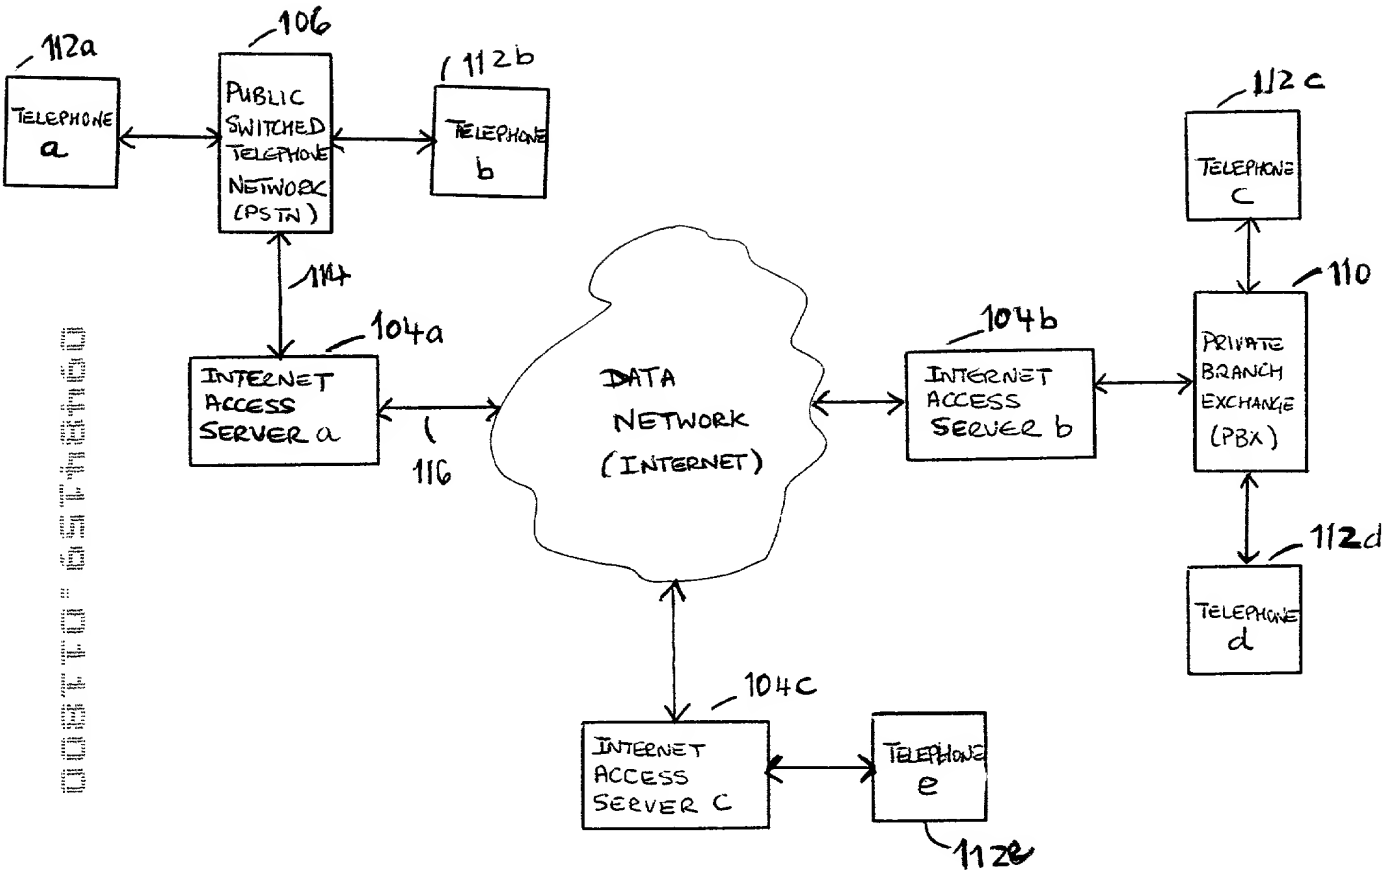 106
112a
112b
TELEPHONE
a
PUBLIC
SWITCHED
TELEPHONE
NETWORK
(PSTN)
TELEPHONE
b
114
104a
INTERNET
ACCESS
SERVER a
116
DATA
NETWORK
(INTERNET)
104b
INTERNET
ACCESS
SERVER b
112c
TELEPHONE
C
110
PRIVATE
BRANCH
EXCHANGE
(PBX)
112d
TELEPHONE
d
104c
INTERNET
ACCESS
SERVER C
TELEPHONE
e
112e